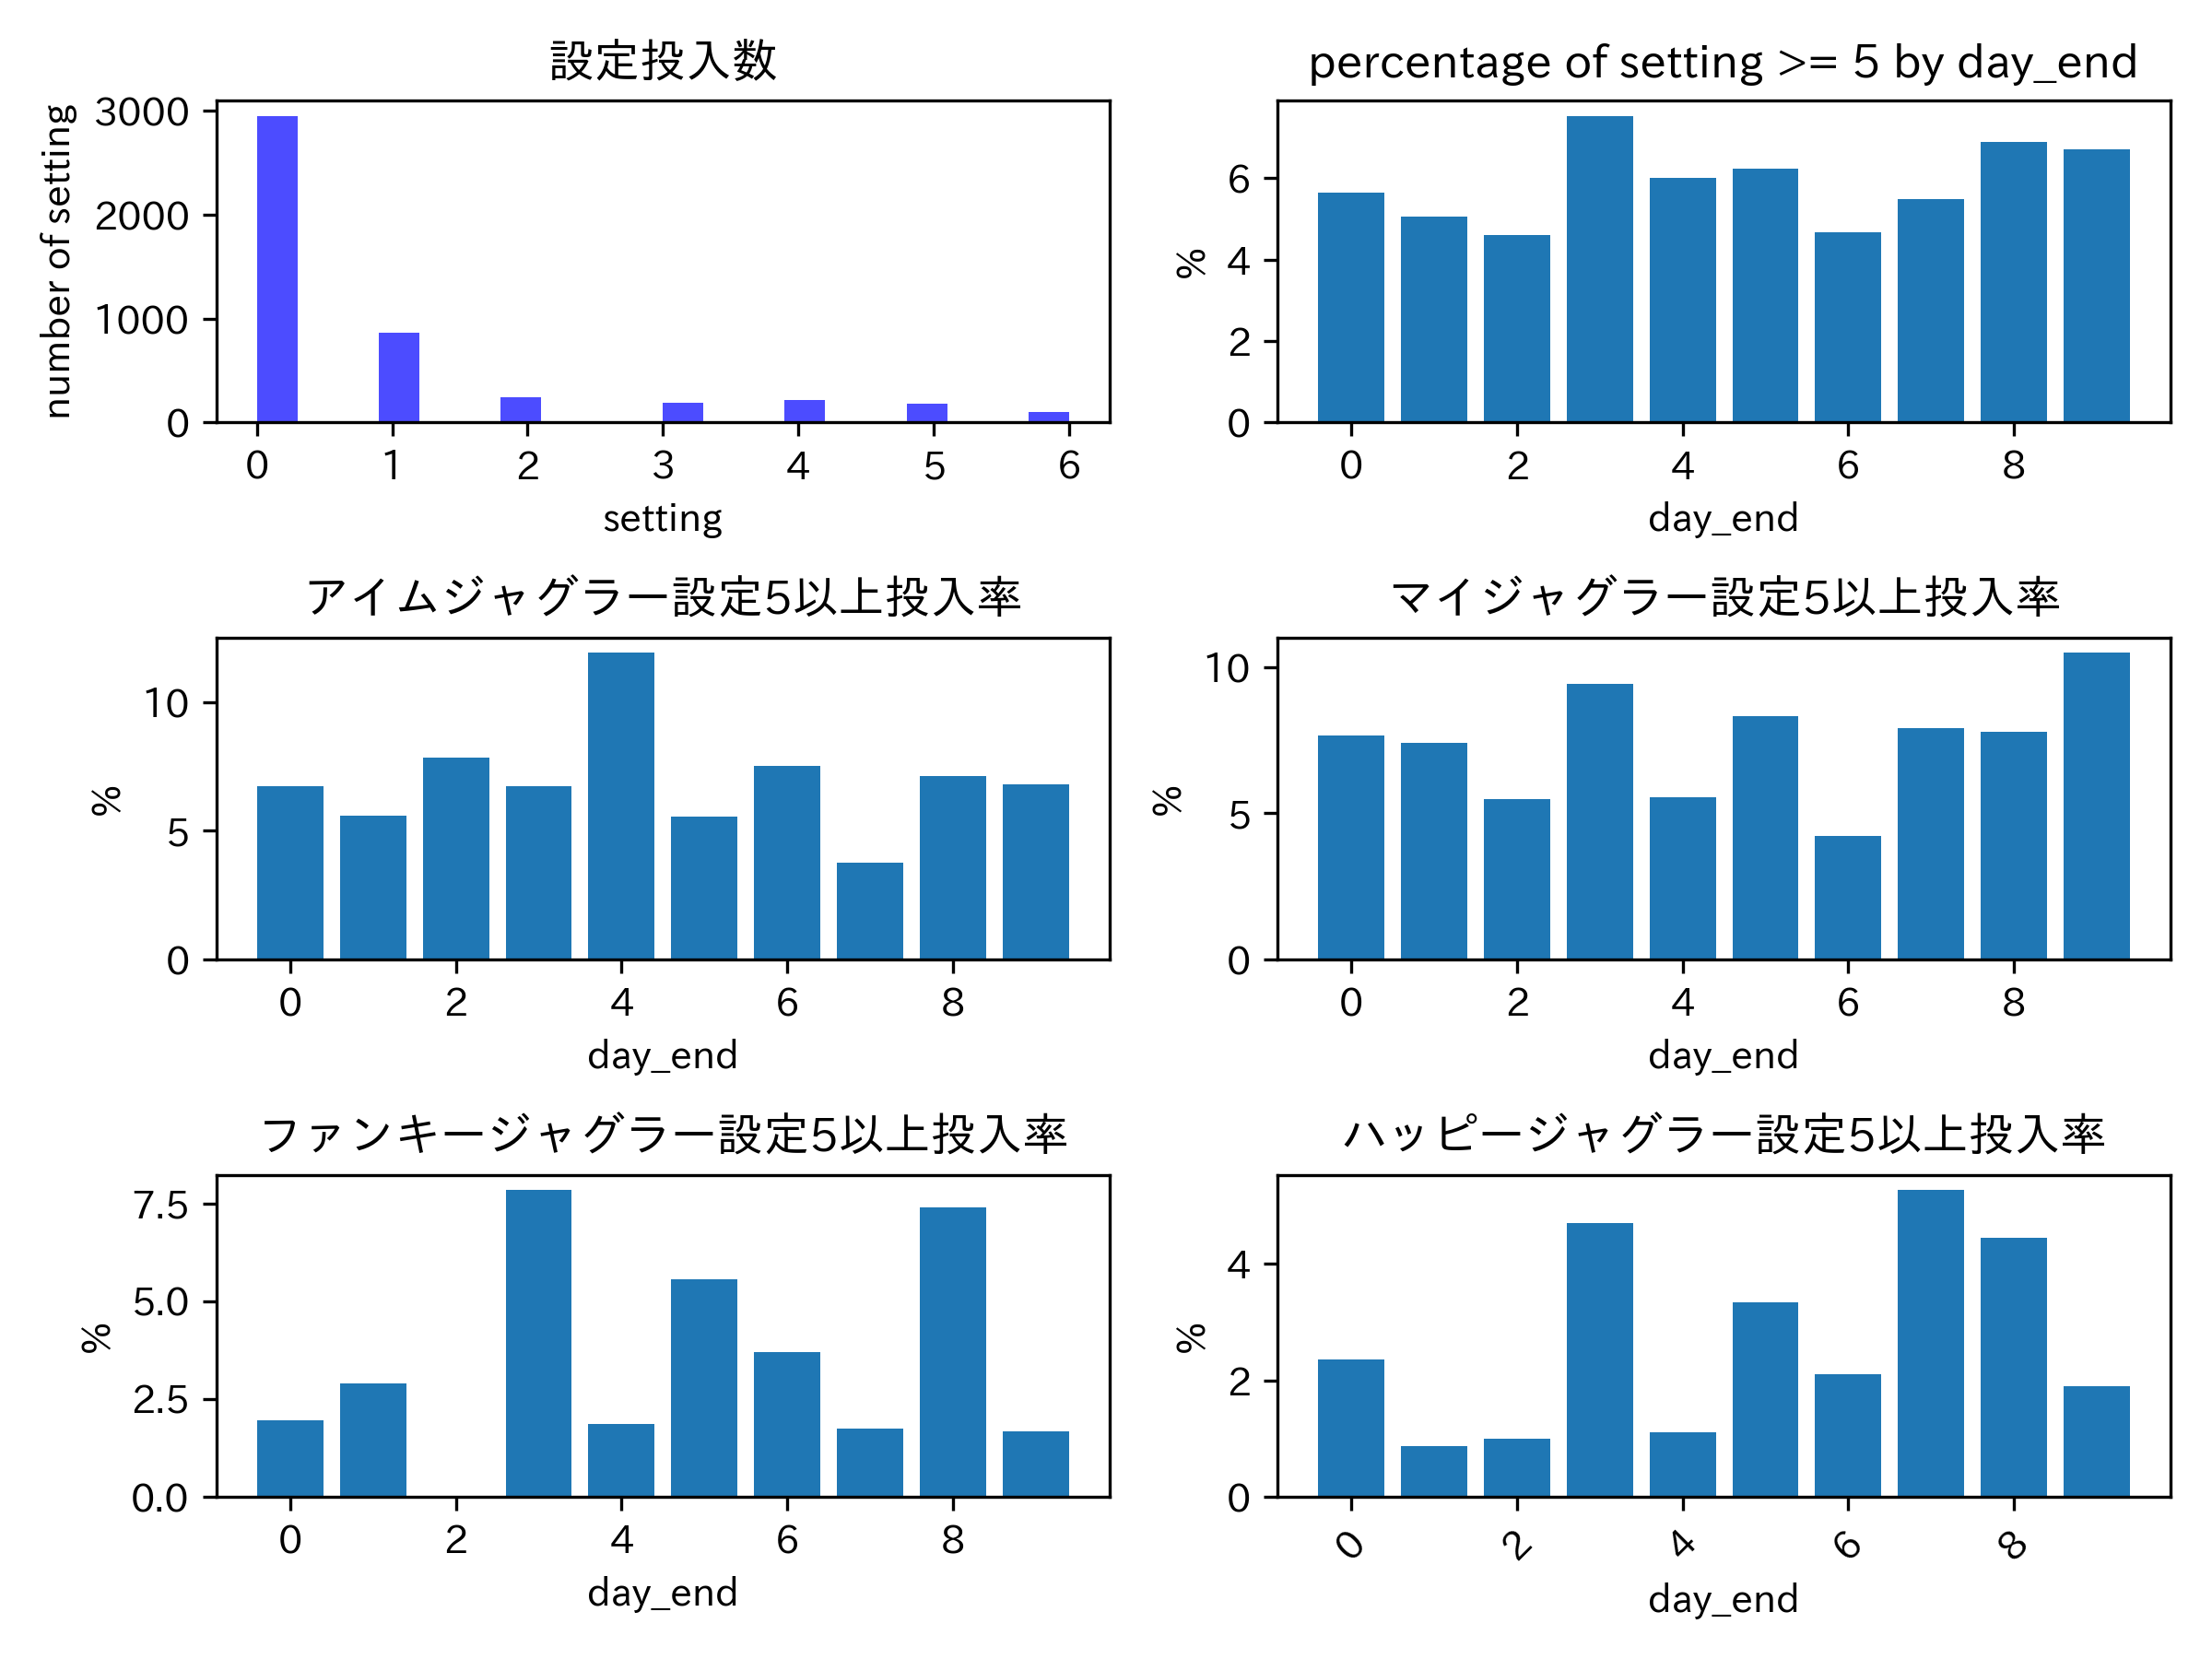 設定投入数
number of setting
3000
2000
1000
0
0 1 2 3 4 5 6
setting
percentage of setting >= 5 by day_end
%
6
4
2
0
0 2 4 6 8
day_end
アイムジャグラー設定5以上投入率
%
10
5
0
0 2 4 6 8
day_end
マイジャグラー設定5以上投入率
%
10
5
0
0 2 4 6 8
day_end
ファンキージャグラー設定5以上投入率
%
7.5
5.0
2.5
0.0
0 2 4 6 8
day_end
ハッピージャグラー設定5以上投入率
%
4
2
0
0 2 4 6 8
day_end